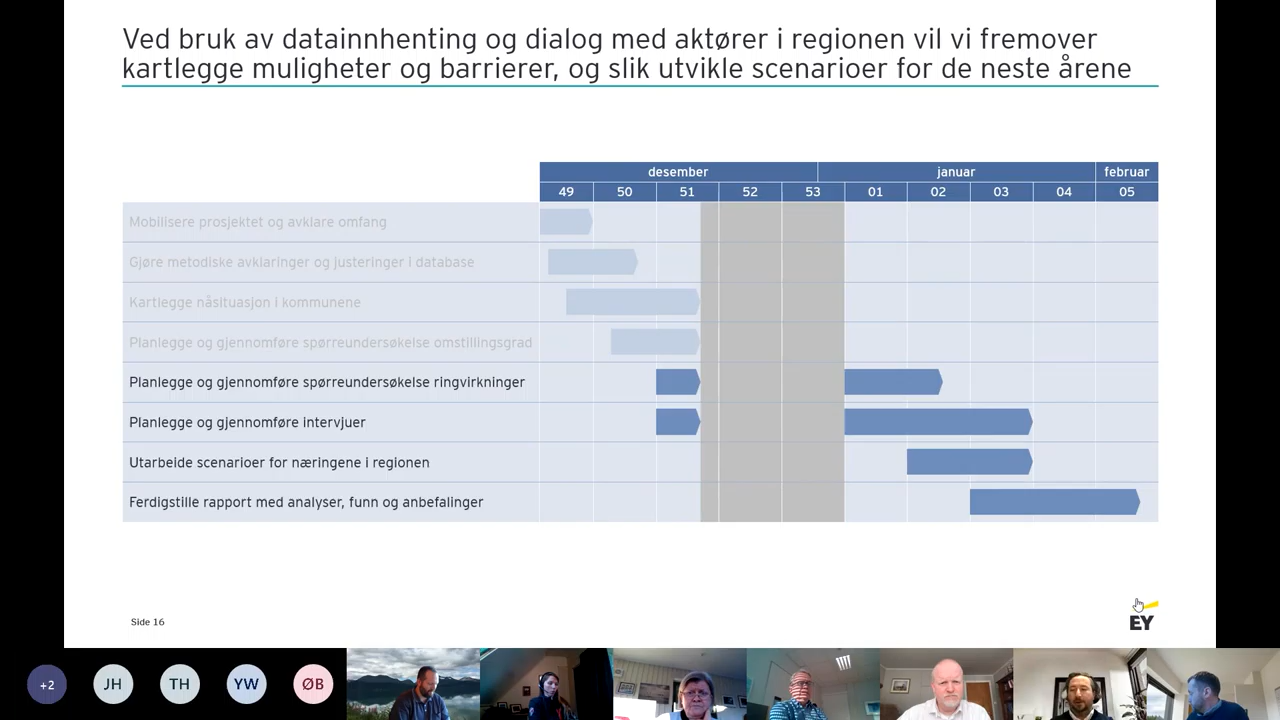 Ved bruk av datainnhenting og dialog med aktører i regionen vil vi fremover
kartlegge muligheter og barrierer, og slik utvikle scenarioer for de neste årene
desember januar februar
49 50 51 52 53 01 02 03 04 05
Mobilisere prosjektet og avklare omfang
Gjøre metodiske avklaringer og justeringer i database
Kartlegge nåsituasjon i kommunene
Planlegge og gjennomføre spørreundersøkelse omstillingsgrad
Planlegge og gjennomføre spørreundersøkelse ringvirkninger
Planlegge og gjennomføre intervjuer
Utarbeide scenarioer for næringene i regionen
Ferdigstille rapport med analyser, funn og anbefalinger
Side 16
EY
+2 JH TH YW ØB